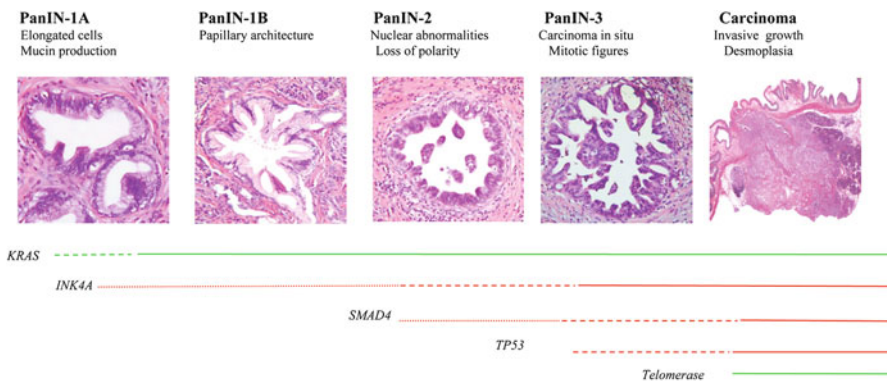 PanIN-1A
Elongated cells
Mucin production
PanIN-1B
Papillary architecture
PanIN-2
Nuclear abnormalities
Loss of polarity
PanIN-3
Carcinoma in situ
Mitotic figures
Carcinoma
Invasive growth
Desmoplasia
KRAS
INK4A
SMAD4
TP53
Telomerase